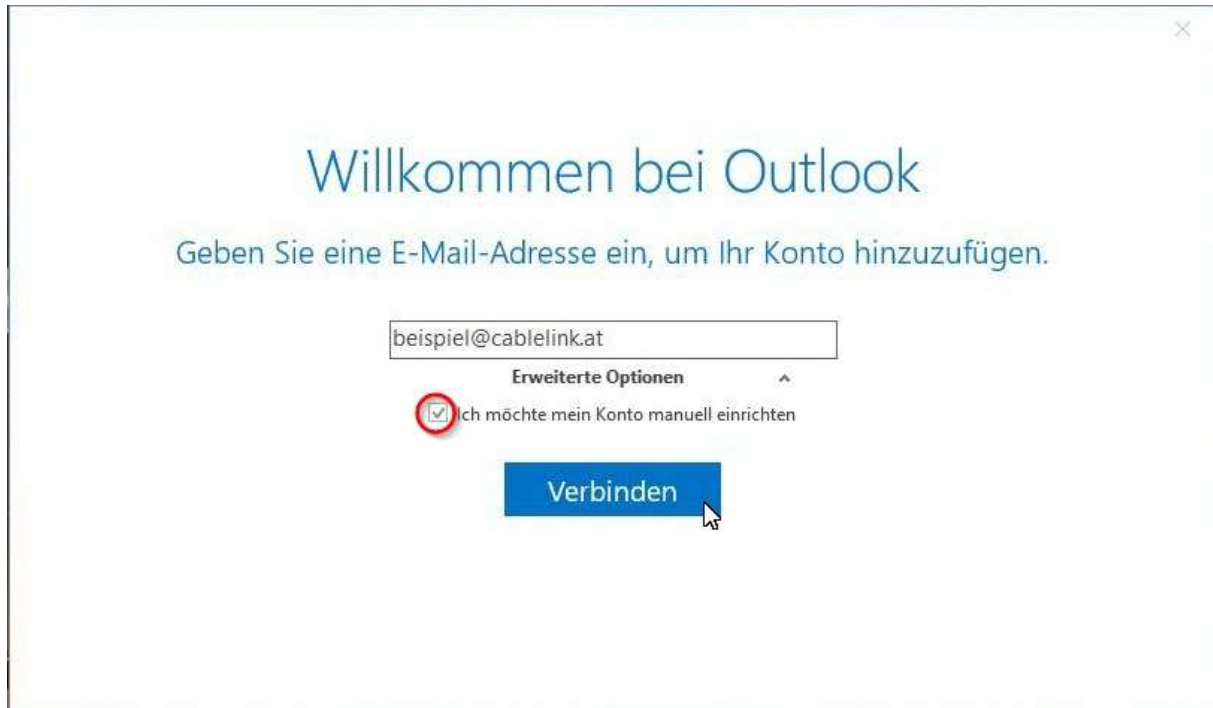 Willkommen bei Outlook
Geben Sie eine E-Mail-Adresse ein, um Ihr Konto hinzuzufügen.
beispiel@cablelink.at
Erweiterte Optionen
Ich möchte mein Konto manuell einrichten
Verbinden